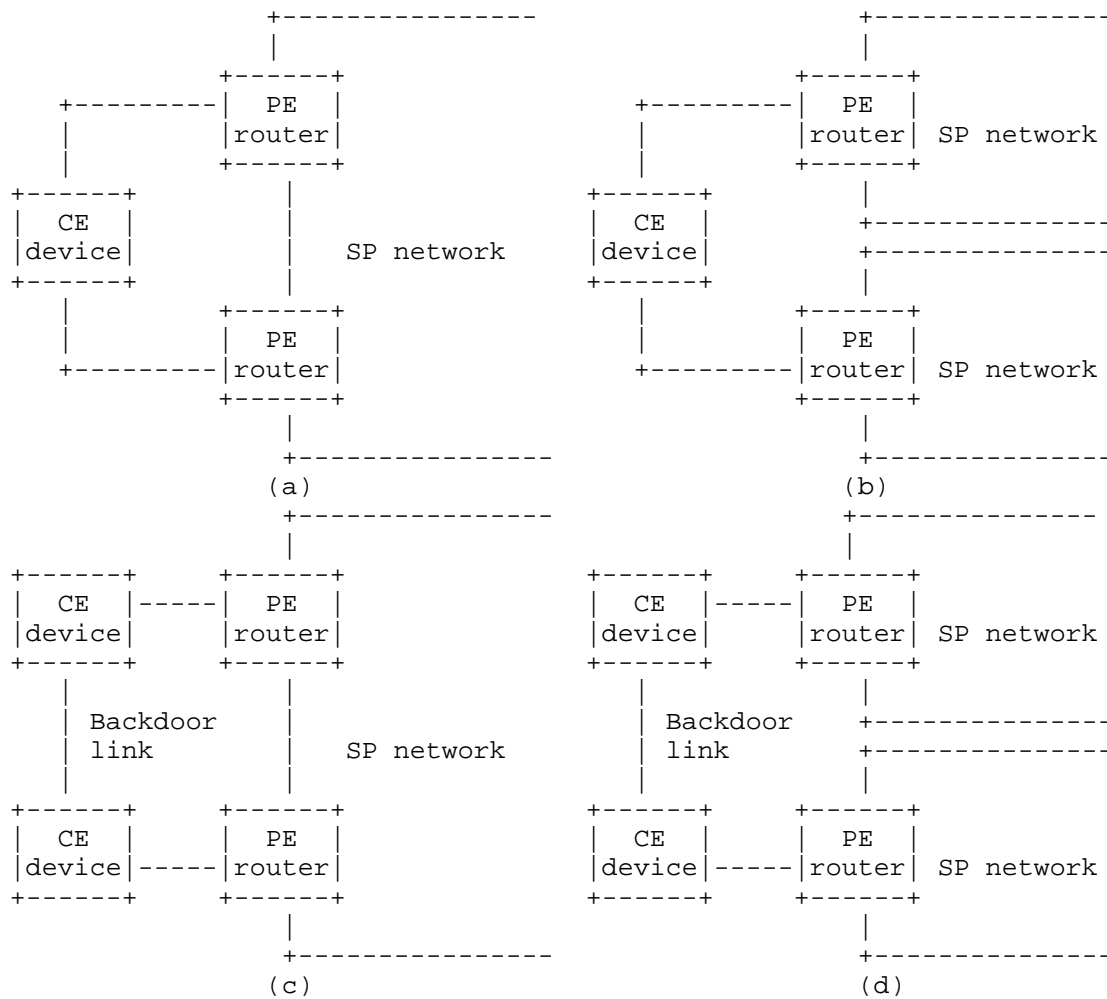 PE PE
router router SP network
CE CE
device SP network device
PE PE
router router SP network
(a) (b)
CE PE CE PE
device router device router SP network
Backdoor Backdoor
link SP network link
CE PE CE PE
device router device router SP network
(c) (d)